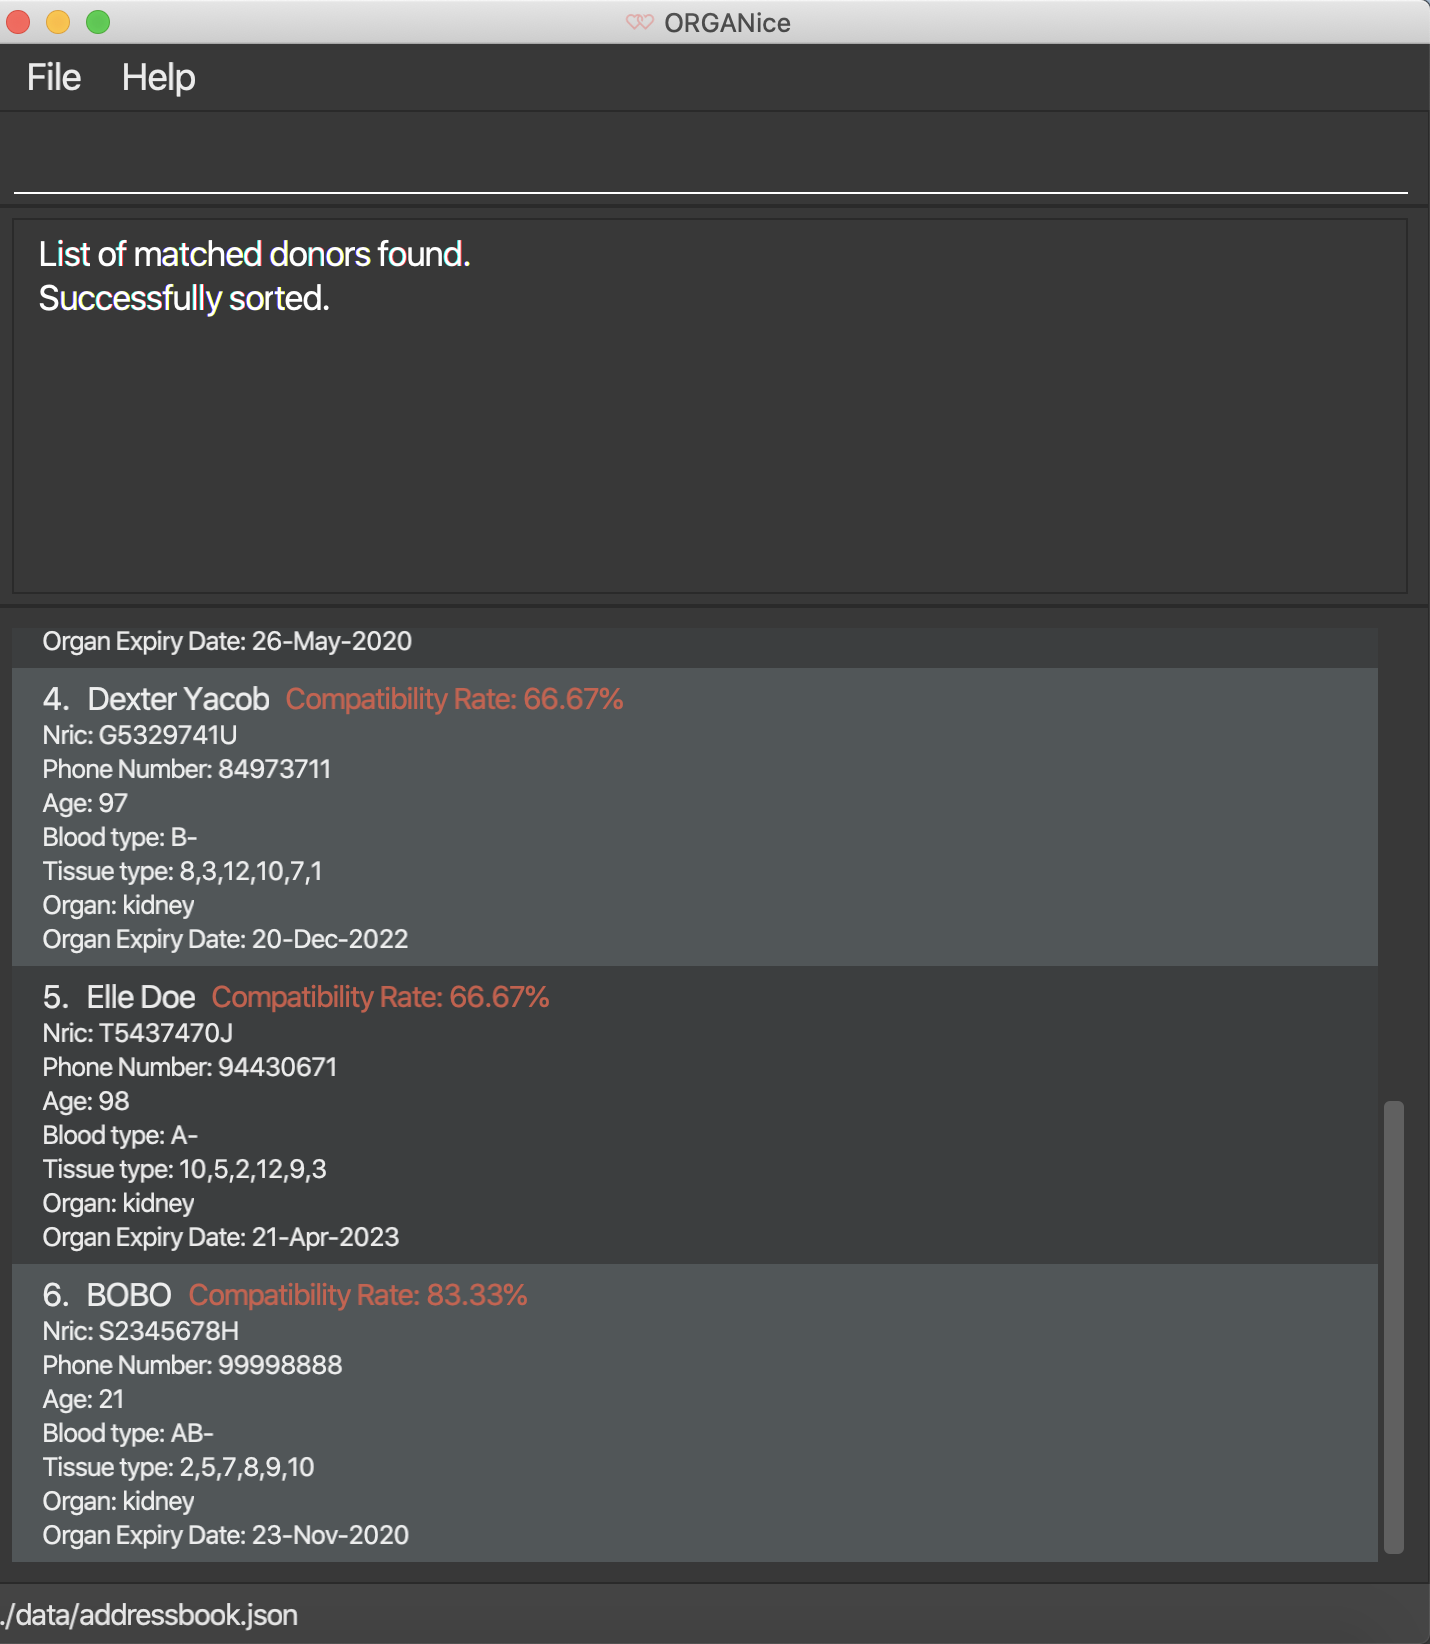 ORGANice
File Help
List of matched donors found.
Successfully sorted.
Organ Expiry Date: 26-May-2020
4. Dexter Yacob Compatibility Rate: 66.67%
Nric: G5329741U
Phone Number: 84973711
Age: 97
Blood type: B-
Tissue type: 8,3,12,10,7,1
Organ: kidney
Organ Expiry Date: 20-Dec-2022
5. Elle Doe Compatibility Rate: 66.67%
Nric: T5437470J
Phone Number: 94430671
Age: 98
Blood type: A-
Tissue type: 10,5,2,12,9,3
Organ: kidney
Organ Expiry Date: 21-Apr-2023
6. BOBO Compatibility Rate: 83.33%
Nric: S2345678H
Phone Number: 99998888
Age: 21
Blood type: AB-
Tissue type: 2,5,7,8,9,10
Organ: kidney
Organ Expiry Date: 23-Nov-2020
./data/addressbook.json